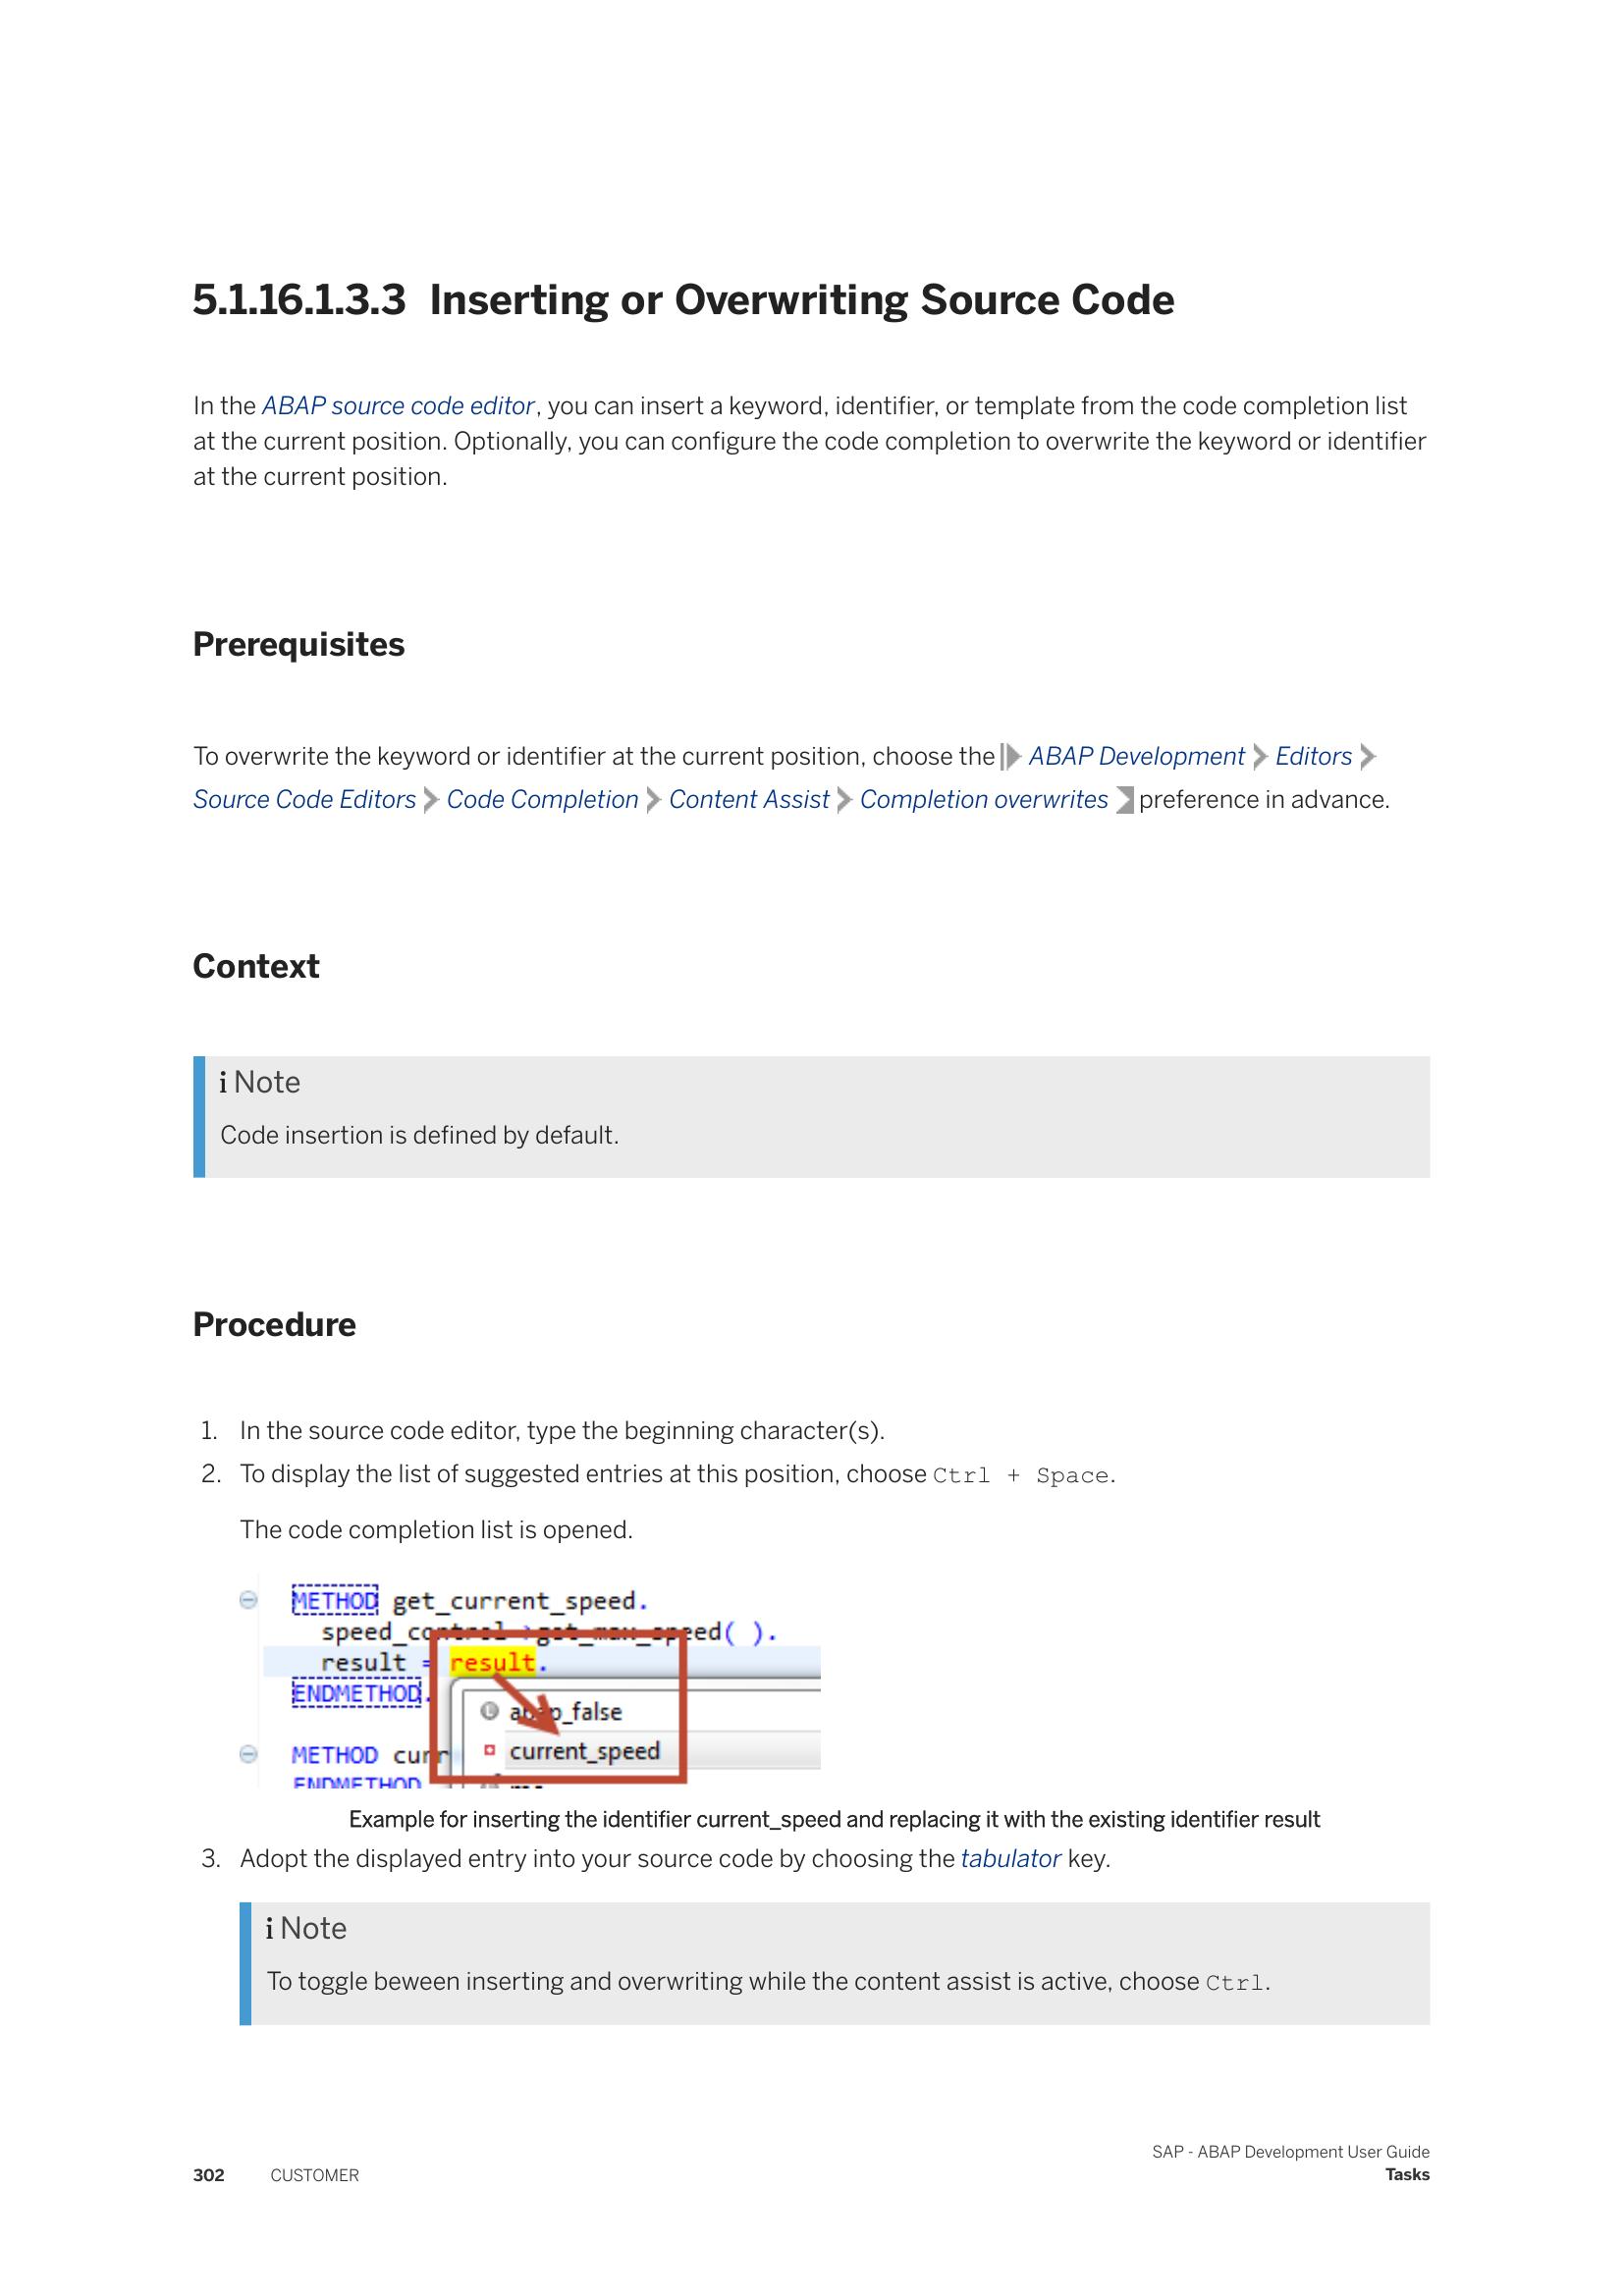 5.1.16.1.3.3 Inserting or Overwriting Source Code
In the ABAP source code editor, you can insert a keyword, identifier, or template from the code completion list
at the current position. Optionally, you can configure the code completion to overwrite the keyword or identifier
at the current position.
Prerequisites
To overwrite the keyword or identifier at the current position, choose the ABAP Development Editors
Source Code Editors Code Completion Content Assist Completion overwrites preference in advance.
Context
i Note
Code insertion is defined by default.
Procedure
1. In the source code editor, type the beginning character(s).
2. To display the list of suggested entries at this position, choose Ctrl + Space.
The code completion list is opened.
METHOD get_current_speed.
speed_control->get_max_speed( ).
result = result.
ENDMETHOD.
abap_false
METHOD curr
current_speed
ENDMETHOD
Example for inserting the identifier current_speed and replacing it with the existing identifier result
3. Adopt the displayed entry into your source code by choosing the tabulator key.
i Note
To toggle beween inserting and overwriting while the content assist is active, choose Ctrl.
SAP - ABAP Development User Guide
302 CUSTOMER Tasks